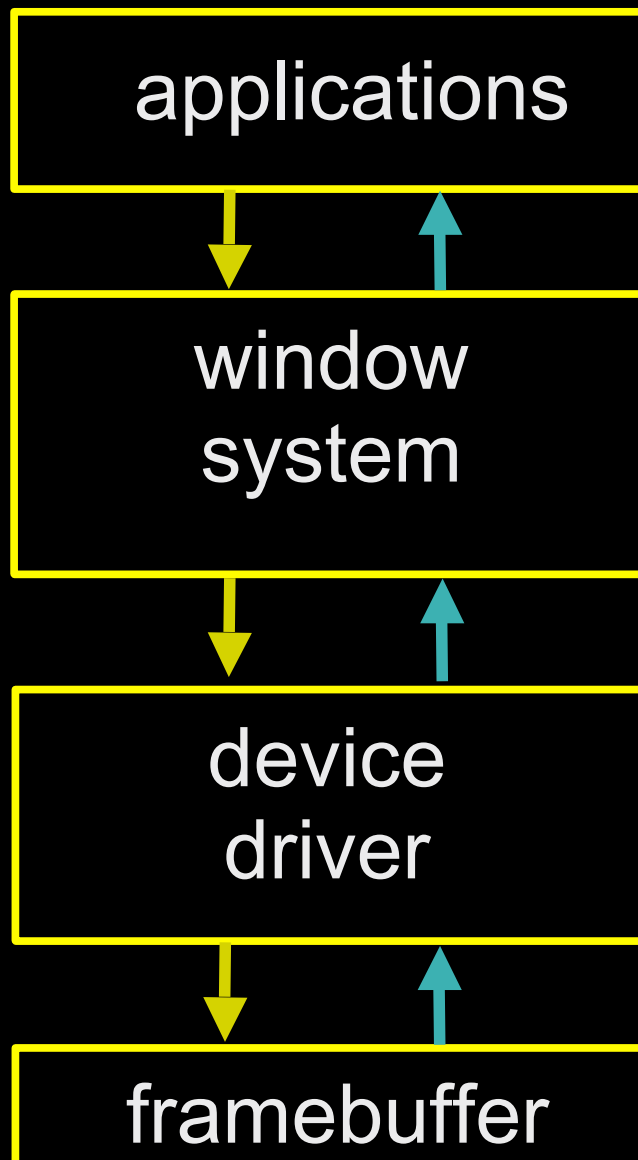 applications
window
system
device
driver
framebuffer